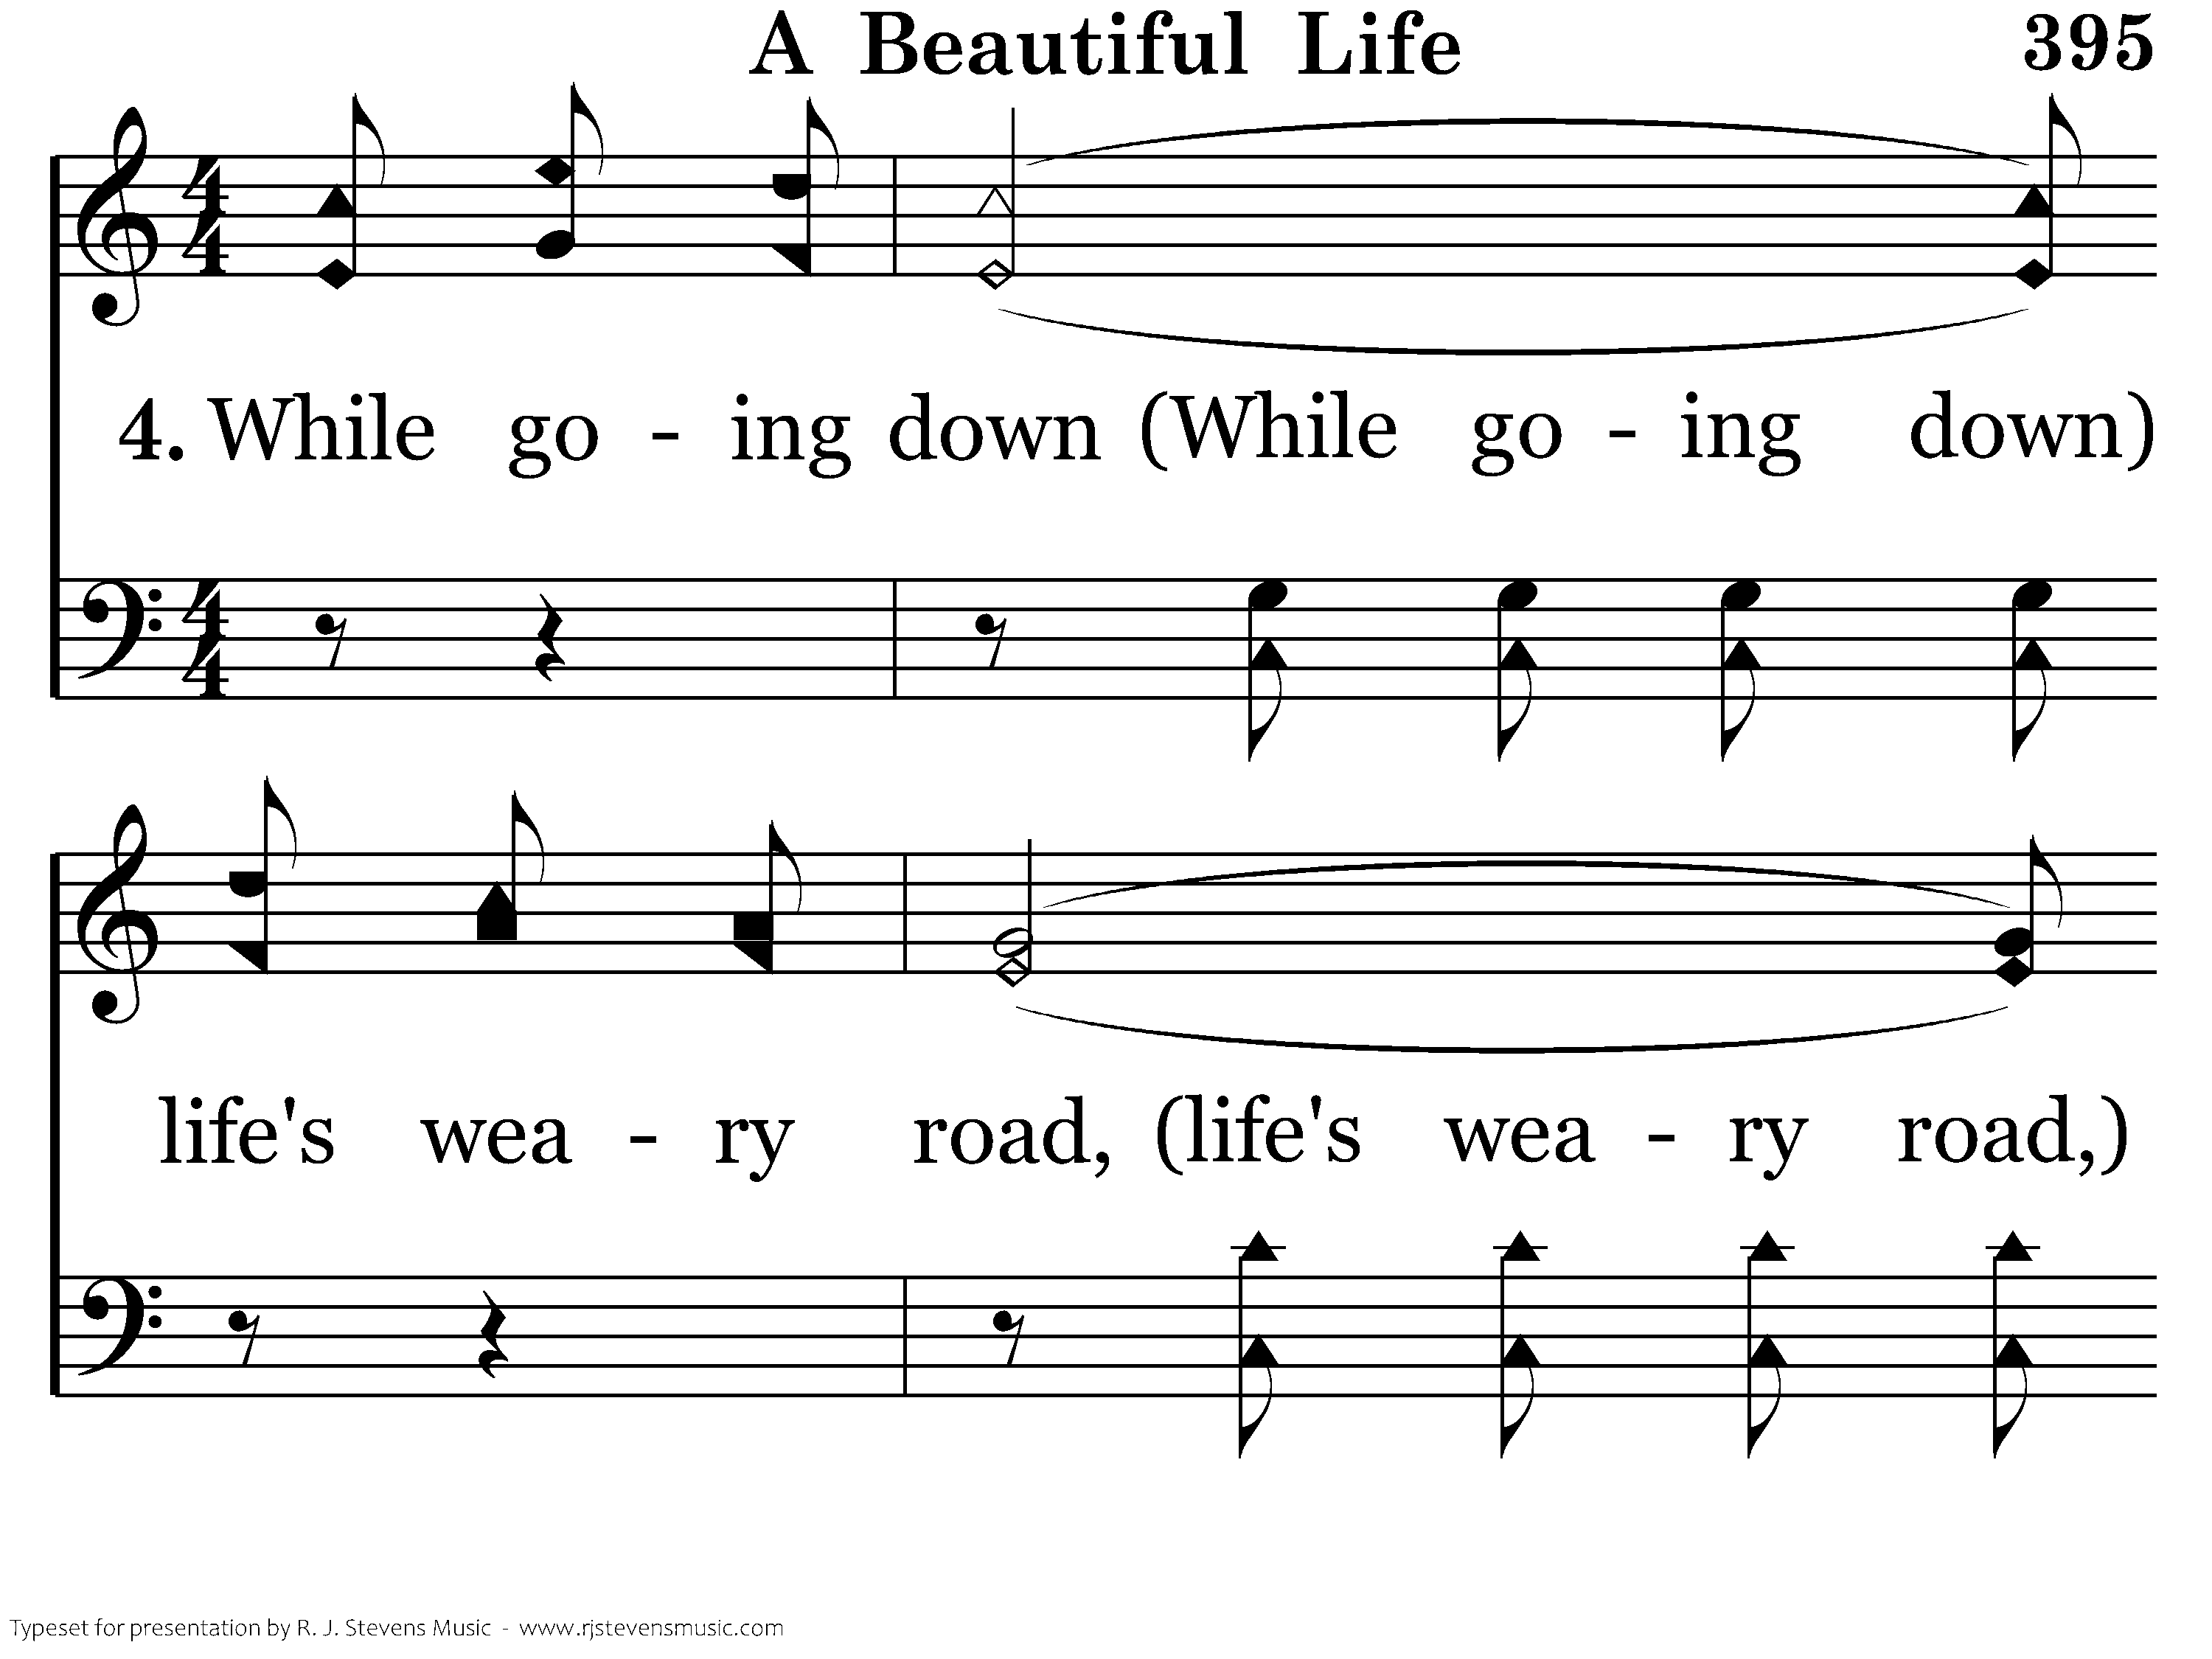 A Beautiful Life 395
4. While go - ing down (While go - ing down)
life's wea - ry road, (life's wea - ry road,)
Typeset for presentation by R. J. Stevens Music - www.rjstevensmusic.com